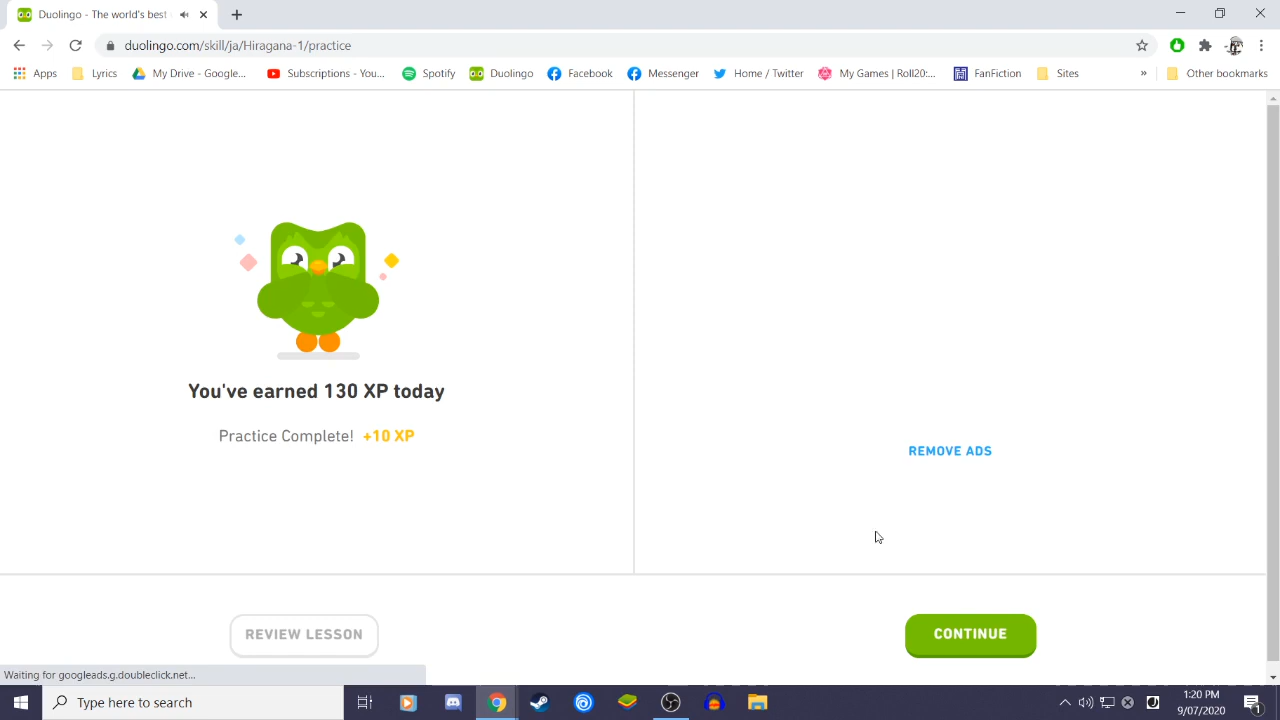 Duolingo - The world's best
duolingo.com/skill/ja/Hiragana-1/practice
Apps Lyrics My Drive - Google... Subscriptions - You... Spotify Duolingo Facebook Messenger Home / Twitter My Games | Roll20:... FanFiction Sites » Other bookmarks
You've earned 130 XP today
Practice Complete! +10 XP
REMOVE ADS
REVIEW LESSON
CONTINUE
Waiting for googleads.g.doubleclick.net...
Type here to search
1:20 PM
9/07/2020
1